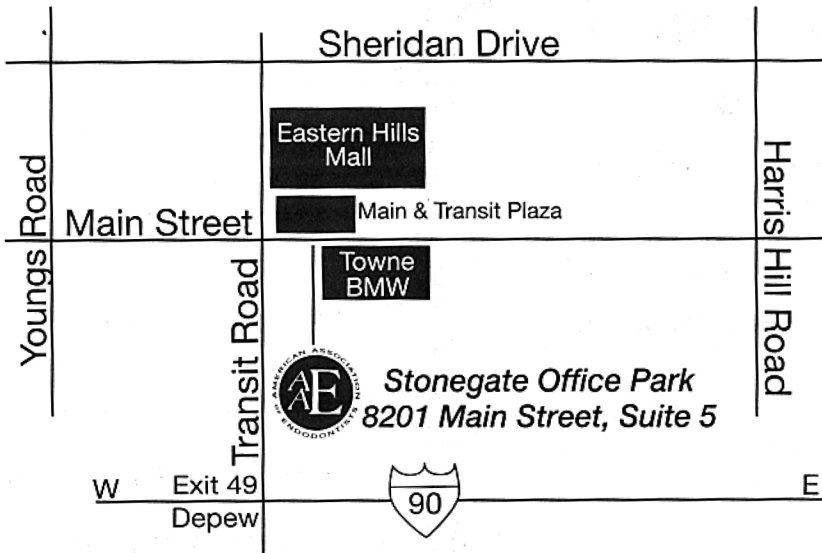 Sheridan Drive
Eastern Hills
Mall
Main & Transit Plaza
Youngs Road
Main Street
Harris Hill Road
Towne
BMW
Transit Road
AMERICAN ASSOCIATION
of ENDODONTISTS
AAE
Stonegate Office Park
8201 Main Street, Suite 5
W
Exit 49
90
E
Depew